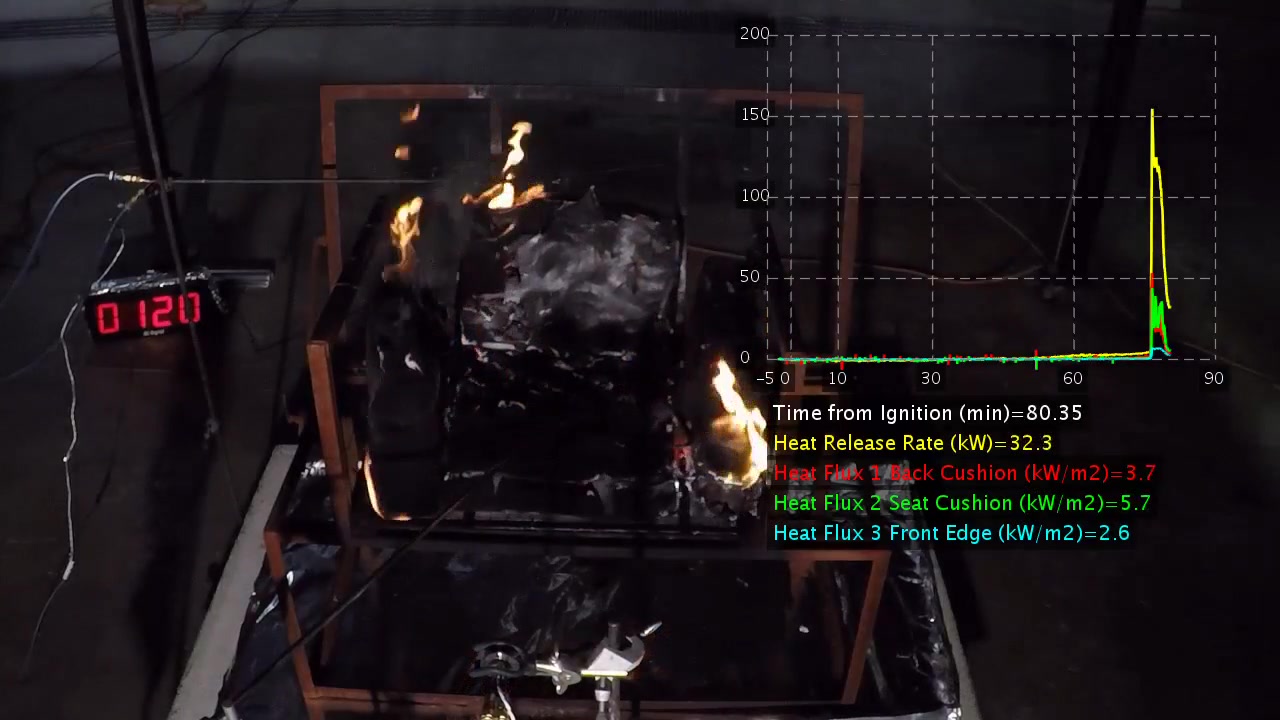 200
150
100
50
0
-5 0 10 30 60 90
0120
Time from Ignition (min)=80.35
Heat Release Rate (kW)=32.3
Heat Flux 1 Back Cushion (kW/m2)=3.7
Heat Flux 2 Seat Cushion (kW/m2)=5.7
Heat Flux 3 Front Edge (kW/m2)=2.6